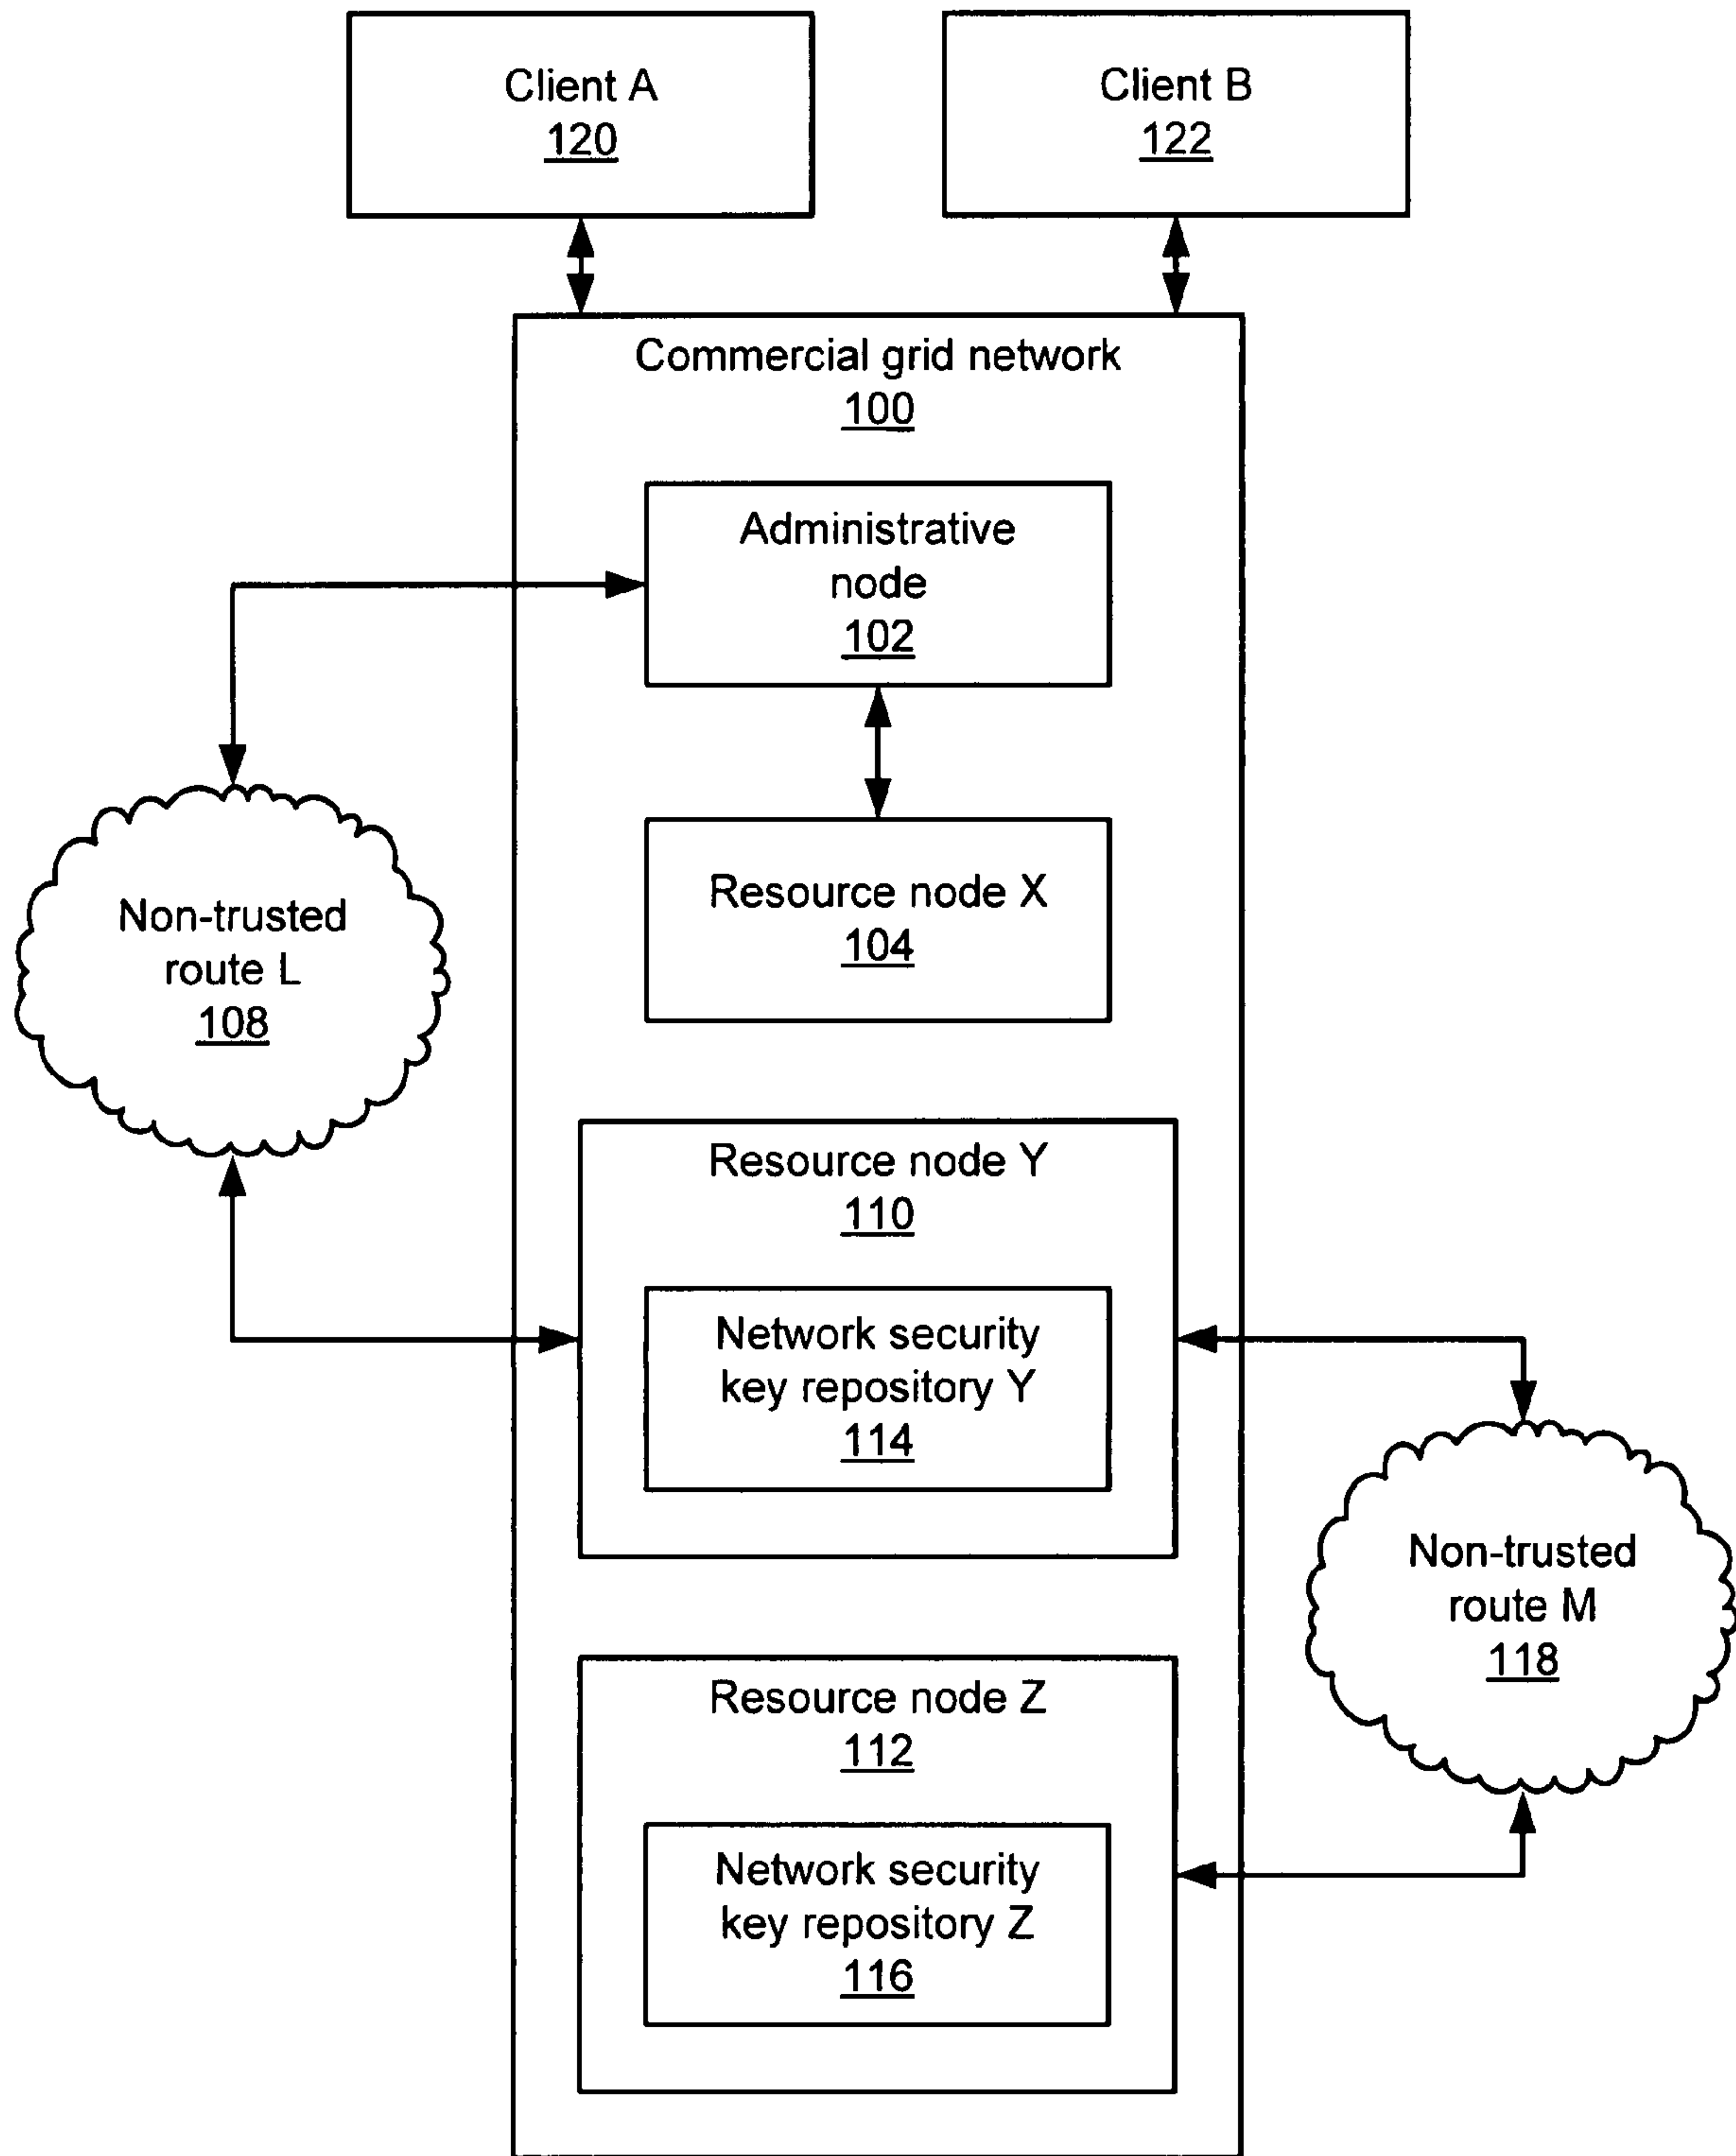 Client A
120
Client B
122
Commercial grid network
100
Administrative
node
102
Resource node X
104
Non-trusted
route L
108
Resource node Y
110
Network security
key repository Y
114
Non-trusted
route M
118
Resource node Z
112
Network security
key repository Z
116